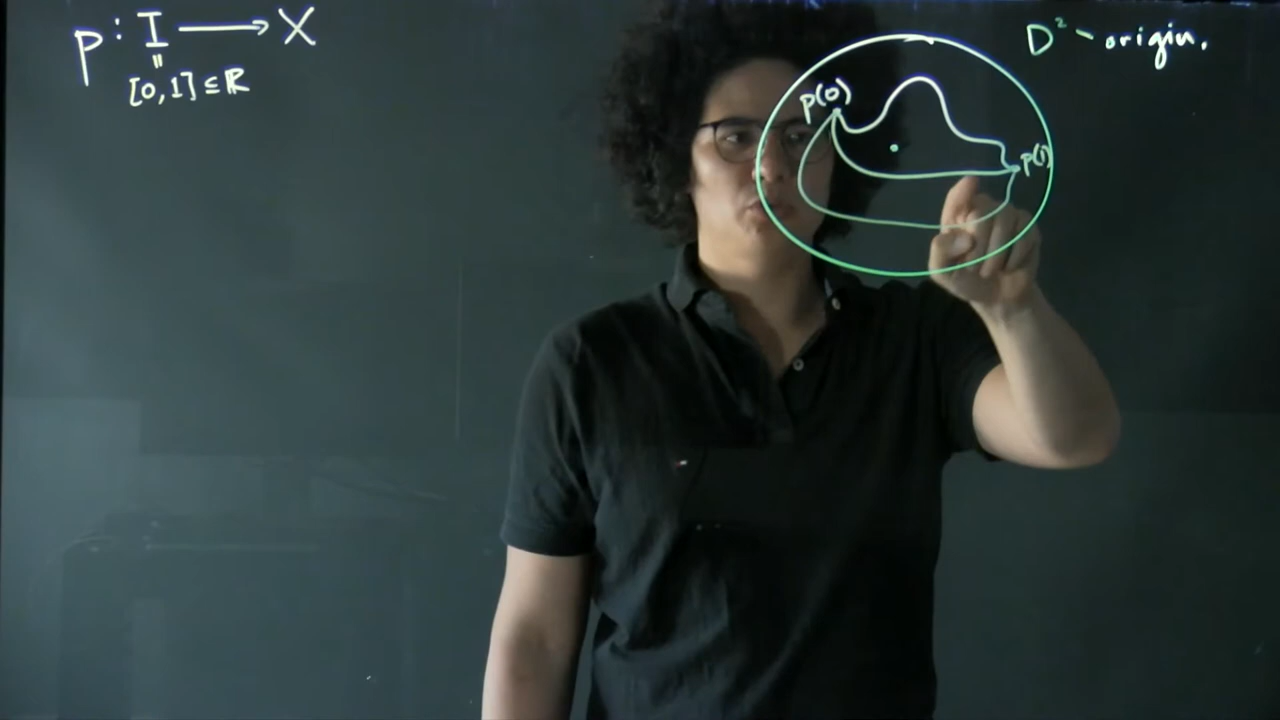 p : I ⟶ X
[0,1] ⊆ ℝ
D² - origin.
p(0)
p(1)